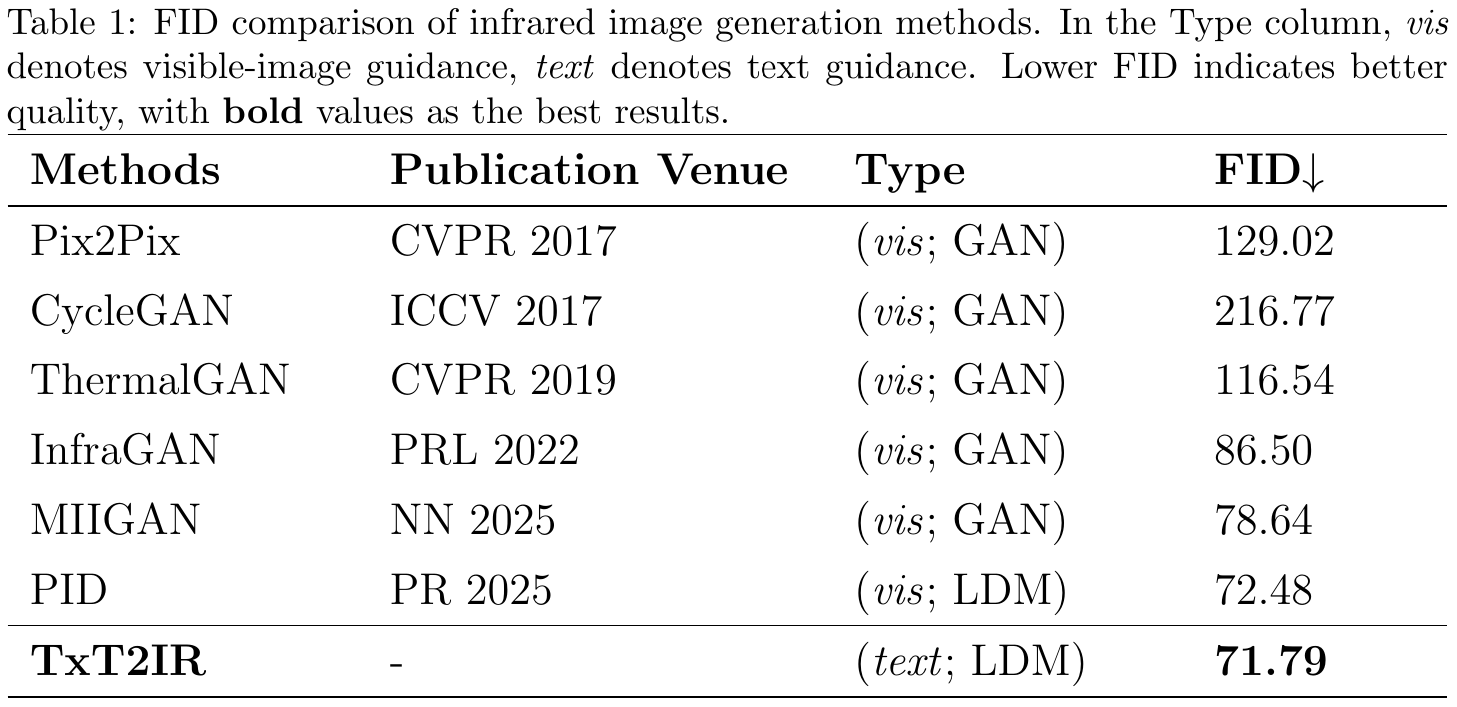 Table 1: FID comparison of infrared image generation methods. In the Type column, vis
denotes visible-image guidance, text denotes text guidance. Lower FID indicates better
quality, with bold values as the best results.
Methods Publication Venue Type FID↓
Pix2Pix CVPR 2017 (vis; GAN) 129.02
CycleGAN ICCV 2017 (vis; GAN) 216.77
ThermalGAN CVPR 2019 (vis; GAN) 116.54
InfraGAN PRL 2022 (vis; GAN) 86.50
MIIGAN NN 2025 (vis; GAN) 78.64
PID PR 2025 (vis; LDM) 72.48
TxT2IR - (text; LDM) 71.79